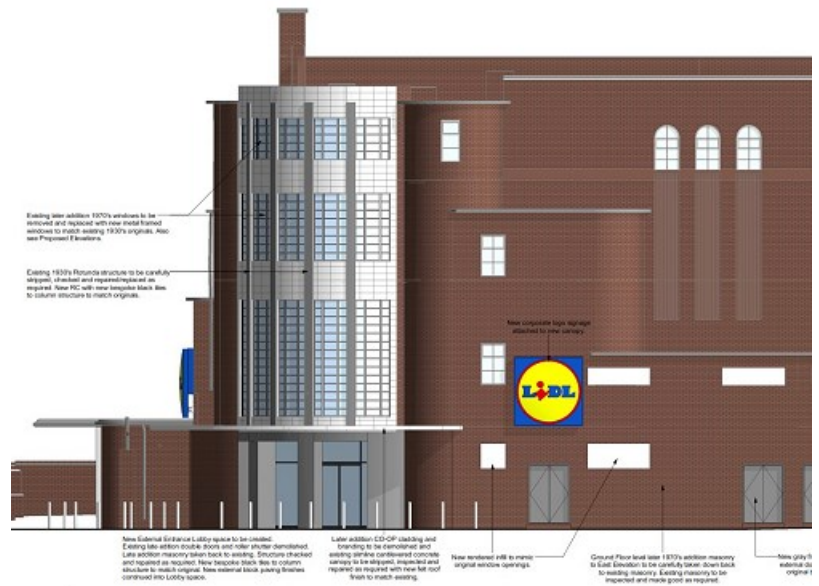 Existing later addition 1970's windows to be
removed and replaced with new metal framed
windows to match existing 1930's originals. Also
see Proposed Elevations.
Existing 1930's Rotunda structure to be carefully
stripped, checked and repaired/replaced as
required. New RC with new bespoke black tiles
to column structure to match originals.
New corporate logo signage
attached to new canopy.
LIDL
New External Entrance Lobby space to be created.
Existing late edition double doors and roller shutter demolished.
Late addition masonry taken back to existing. Structure checked
and repaired as required. New bespoke black tiles to column
structure to match original. New external block paving finishes
continued into Lobby space.
Later addition CO-OP cladding and
branding to be demolished and
existing slimline cantilevered concrete
canopy to be stripped, inspected and
repaired as required with new felt roof
finish to match existing.
New rendered infill to mimic
original window openings.
Ground Floor level later 1970's addition masonry
to East Elevation to be carefully taken down back
to existing masonry. Existing masonry to be
inspected and made good as required.
New grey
external
original